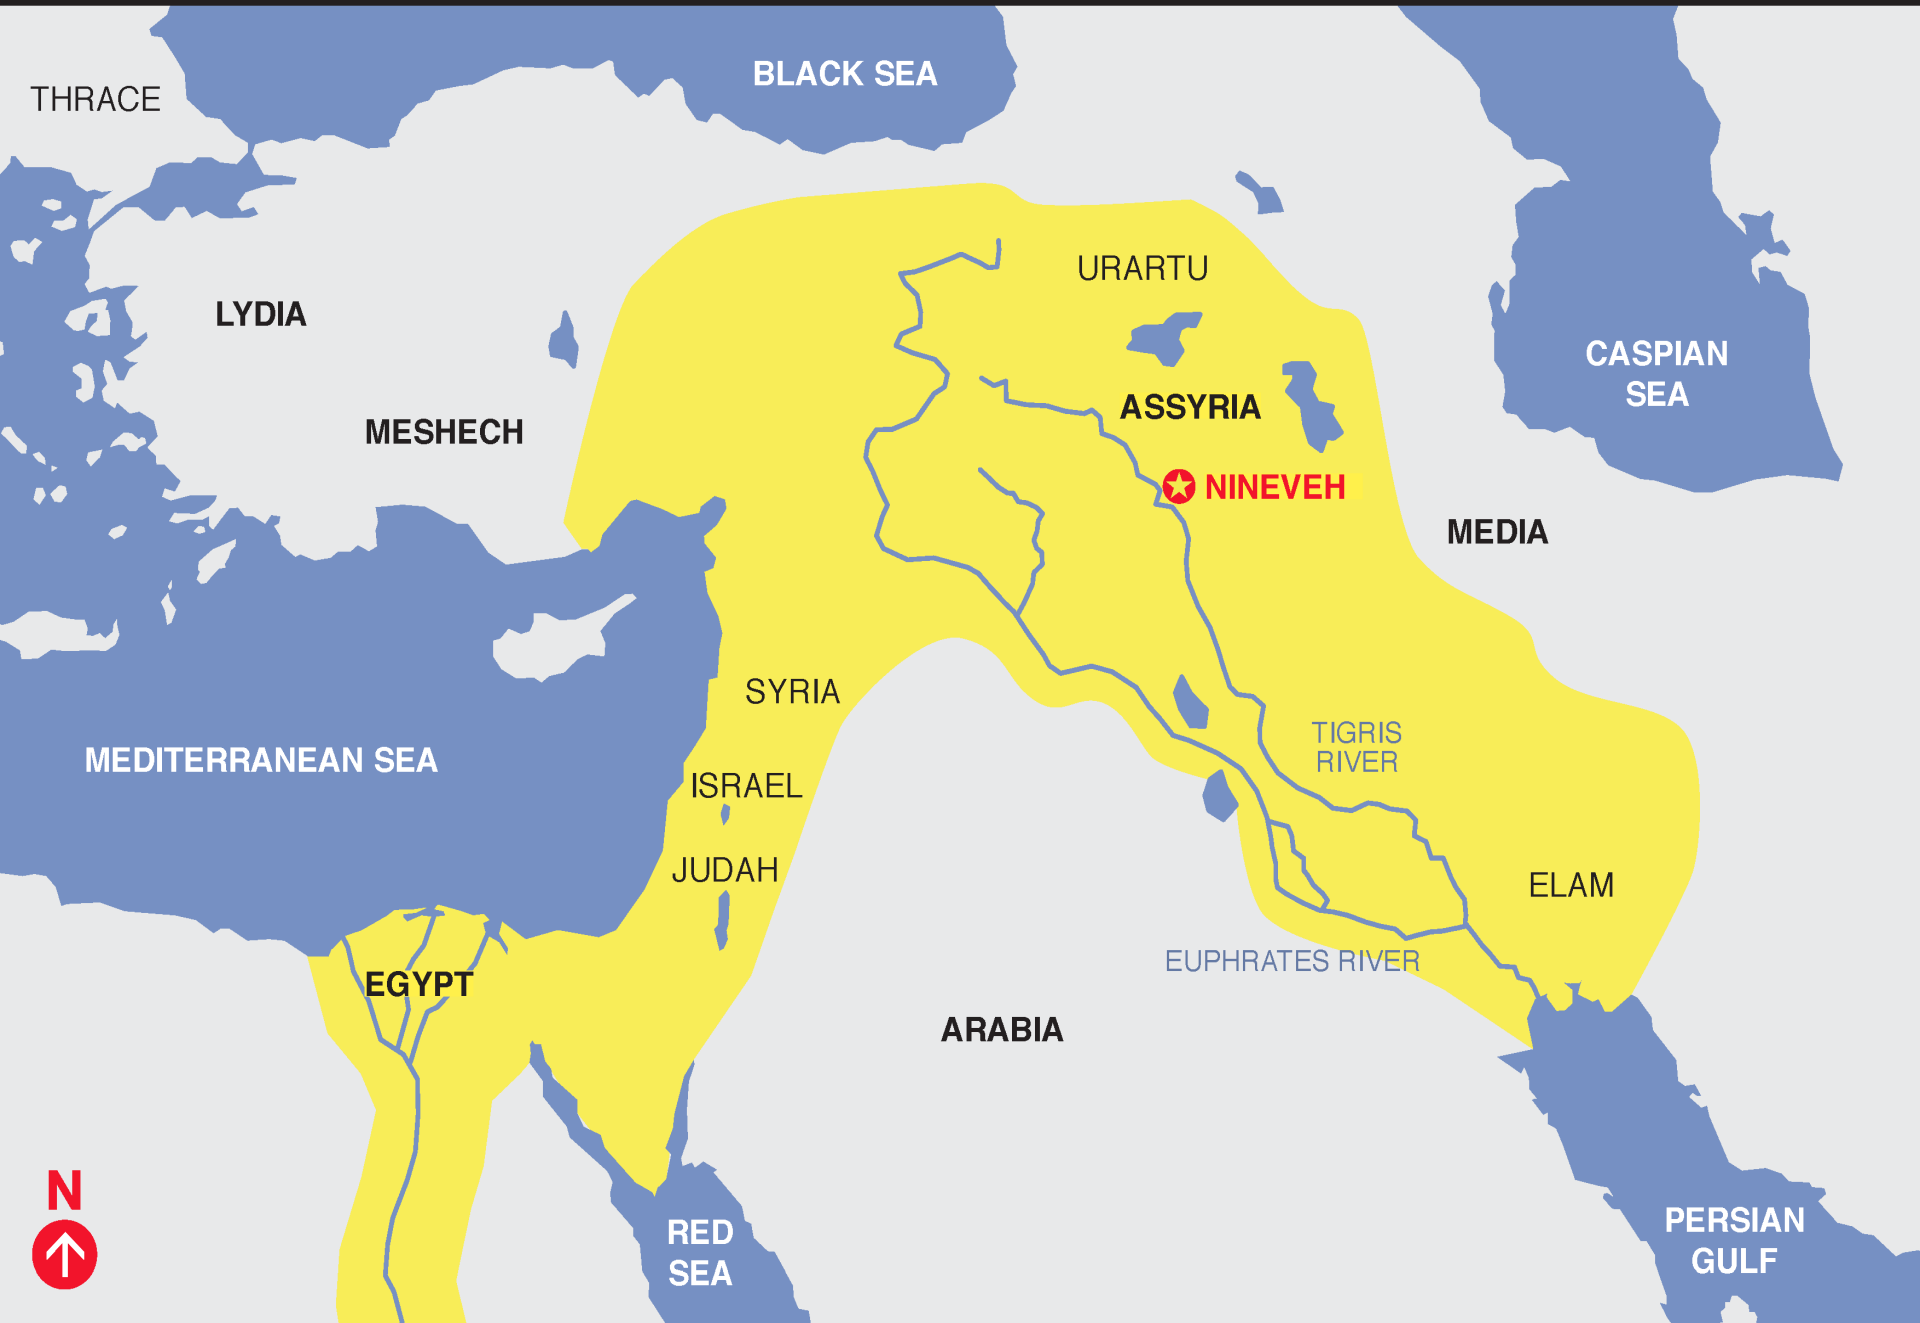 BLACK SEA
THRACE
URARTU
LYDIA
CASPIAN
SEA
ASSYRIA
MESHECH
NINEVEH
MEDIA
SYRIA
TIGRIS
RIVER
MEDITERRANEAN SEA
ISRAEL
JUDAH
ELAM
EUPHRATES RIVER
EGYPT
ARABIA
N
RED
SEA
PERSIAN
GULF